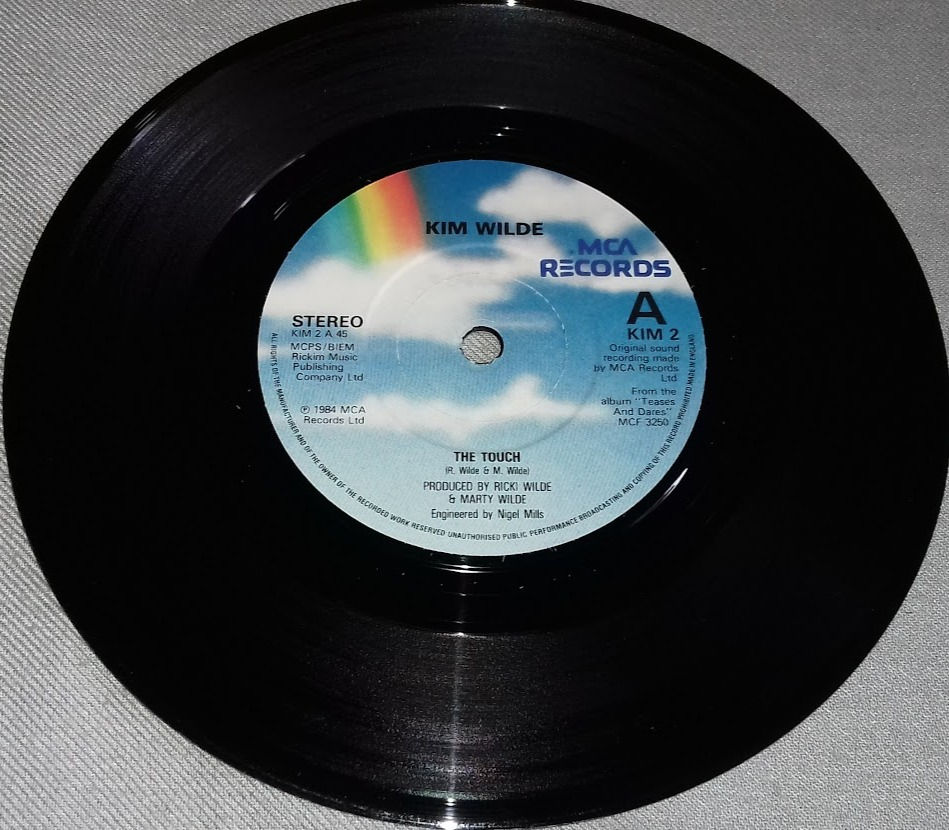 KIM WILDE
MCA
RECORDS
STEREO
KIM 2 A 45
MCPS/BIEM
Rickim Music
Publishing
Company Ltd
℗ 1984 MCA
Records Ltd
A
KIM 2
Original sound
recording made
by MCA Records
Ltd
From the
album "Teases
And Dares"
MCF 3250
THE TOUCH
(R. Wilde & M. Wilde)
PRODUCED BY RICKI WILDE
& MARTY WILDE
Engineered by Nigel Mills
ALL RIGHTS OF THE MANUFACTURER AND OF THE OWNER OF THE RECORDED WORK RESERVED UNAUTHORISED PUBLIC PERFORMANCE BROADCASTING AND COPYING OF THIS RECORD PROHIBITED MADE IN ENGLAND